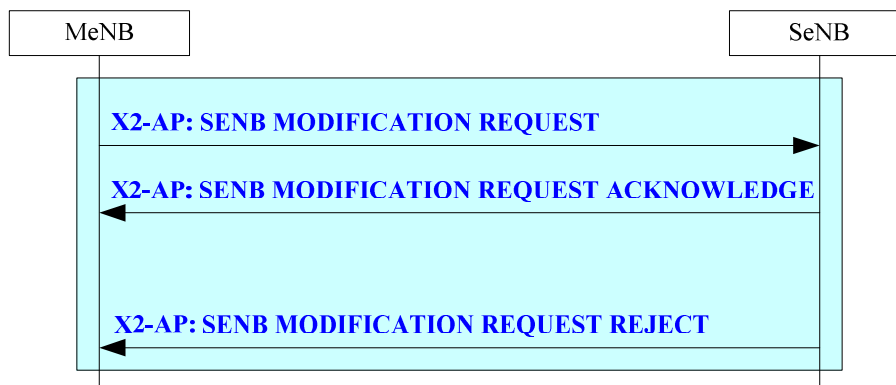 MeNB
SeNB
X2-AP: SENB MODIFICATION REQUEST
X2-AP: SENB MODIFICATION REQUEST ACKNOWLEDGE
X2-AP: SENB MODIFICATION REQUEST REJECT